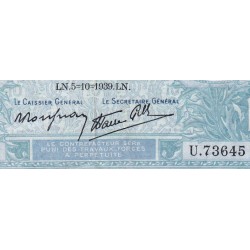 LN.5=10=1939.LN.
LE CAISSIER GÉNÉRAL LE SECRÉTAIRE GÉNÉRAL
LE CONTREFACTEUR SERA
PUNI DES TRAVAUX FORCÉS
A PERPÉTUITÉ
U.73645